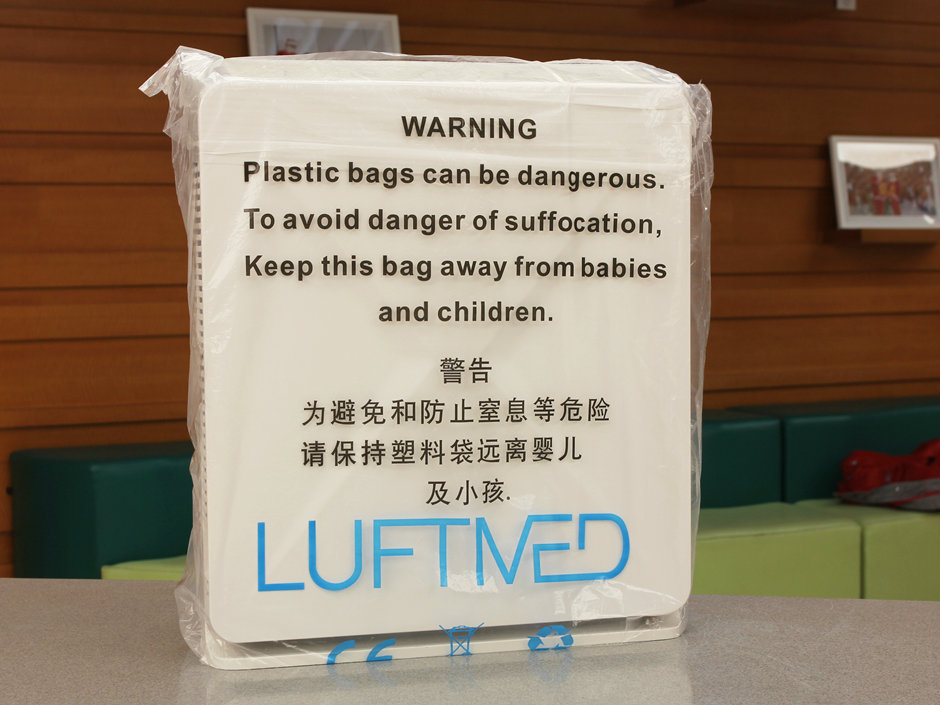 WARNING
Plastic bags can be dangerous.
To avoid danger of suffocation,
Keep this bag away from babies
and children.
警告
为避免和防止窒息等危险
请保持塑料袋远离婴儿
及小孩.
LUFTMED
CE